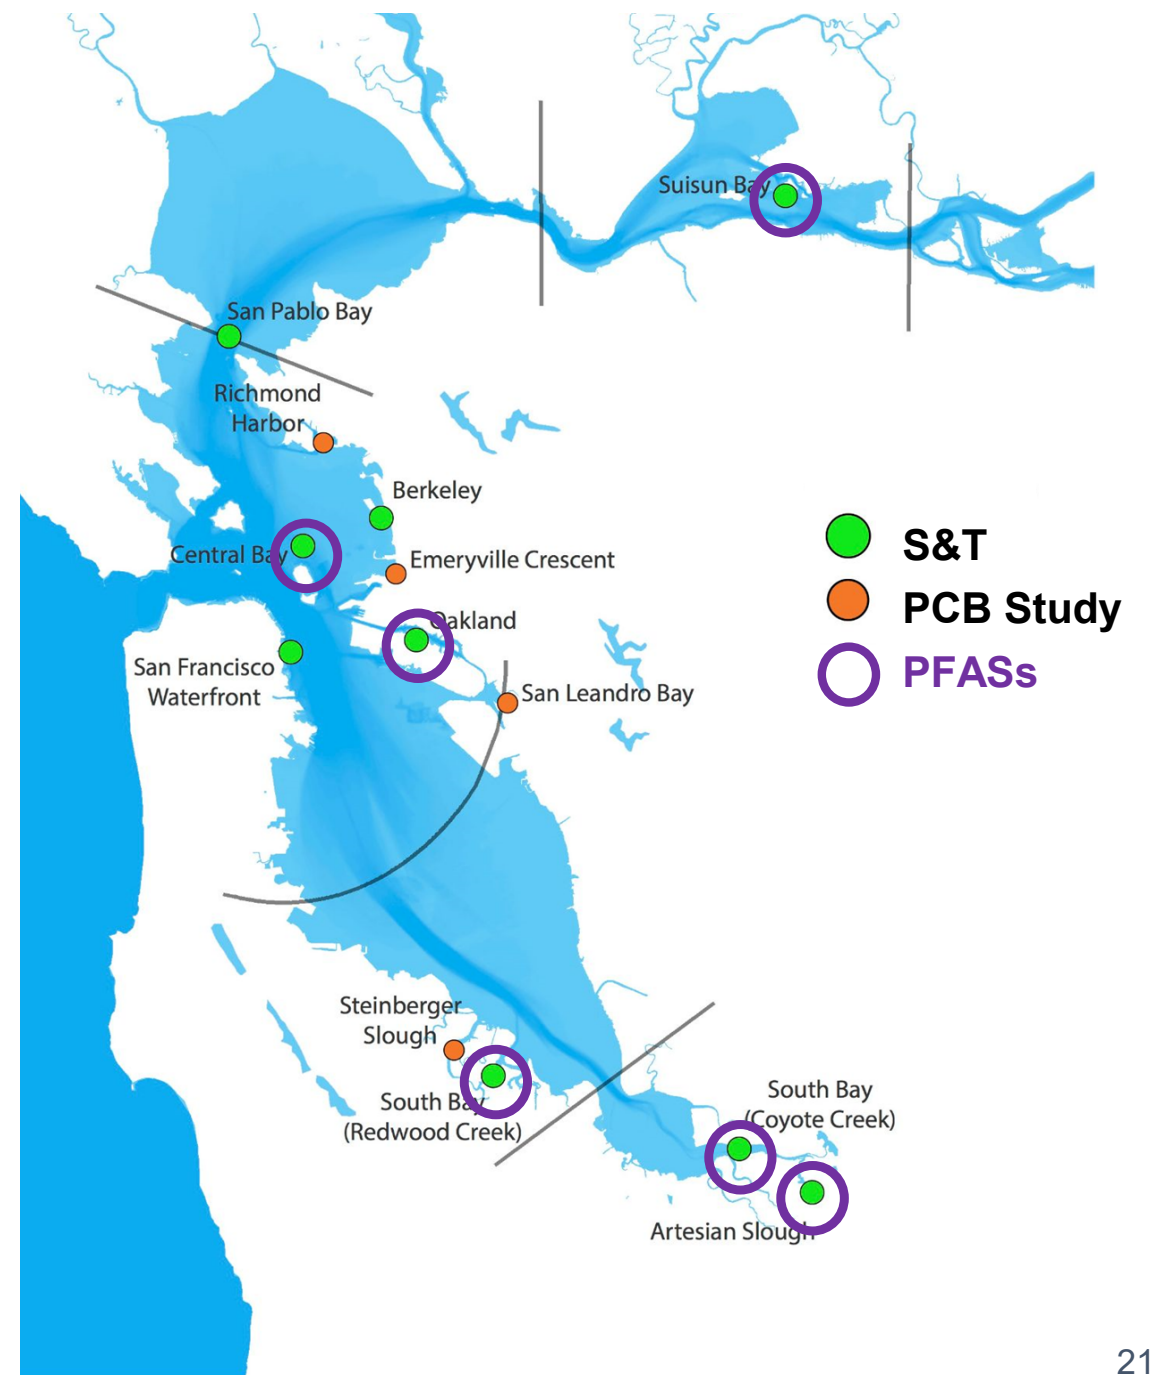 Suisun Bay
San Pablo Bay
Richmond
Harbor
Berkeley
Central Bay
Emeryville Crescent
S&T
PCB Study
PFASs
Oakland
San Francisco
Waterfront
San Leandro Bay
Steinberger
Slough
South Bay
(Redwood Creek)
South Bay
(Coyote Creek)
Artesian Slough
21